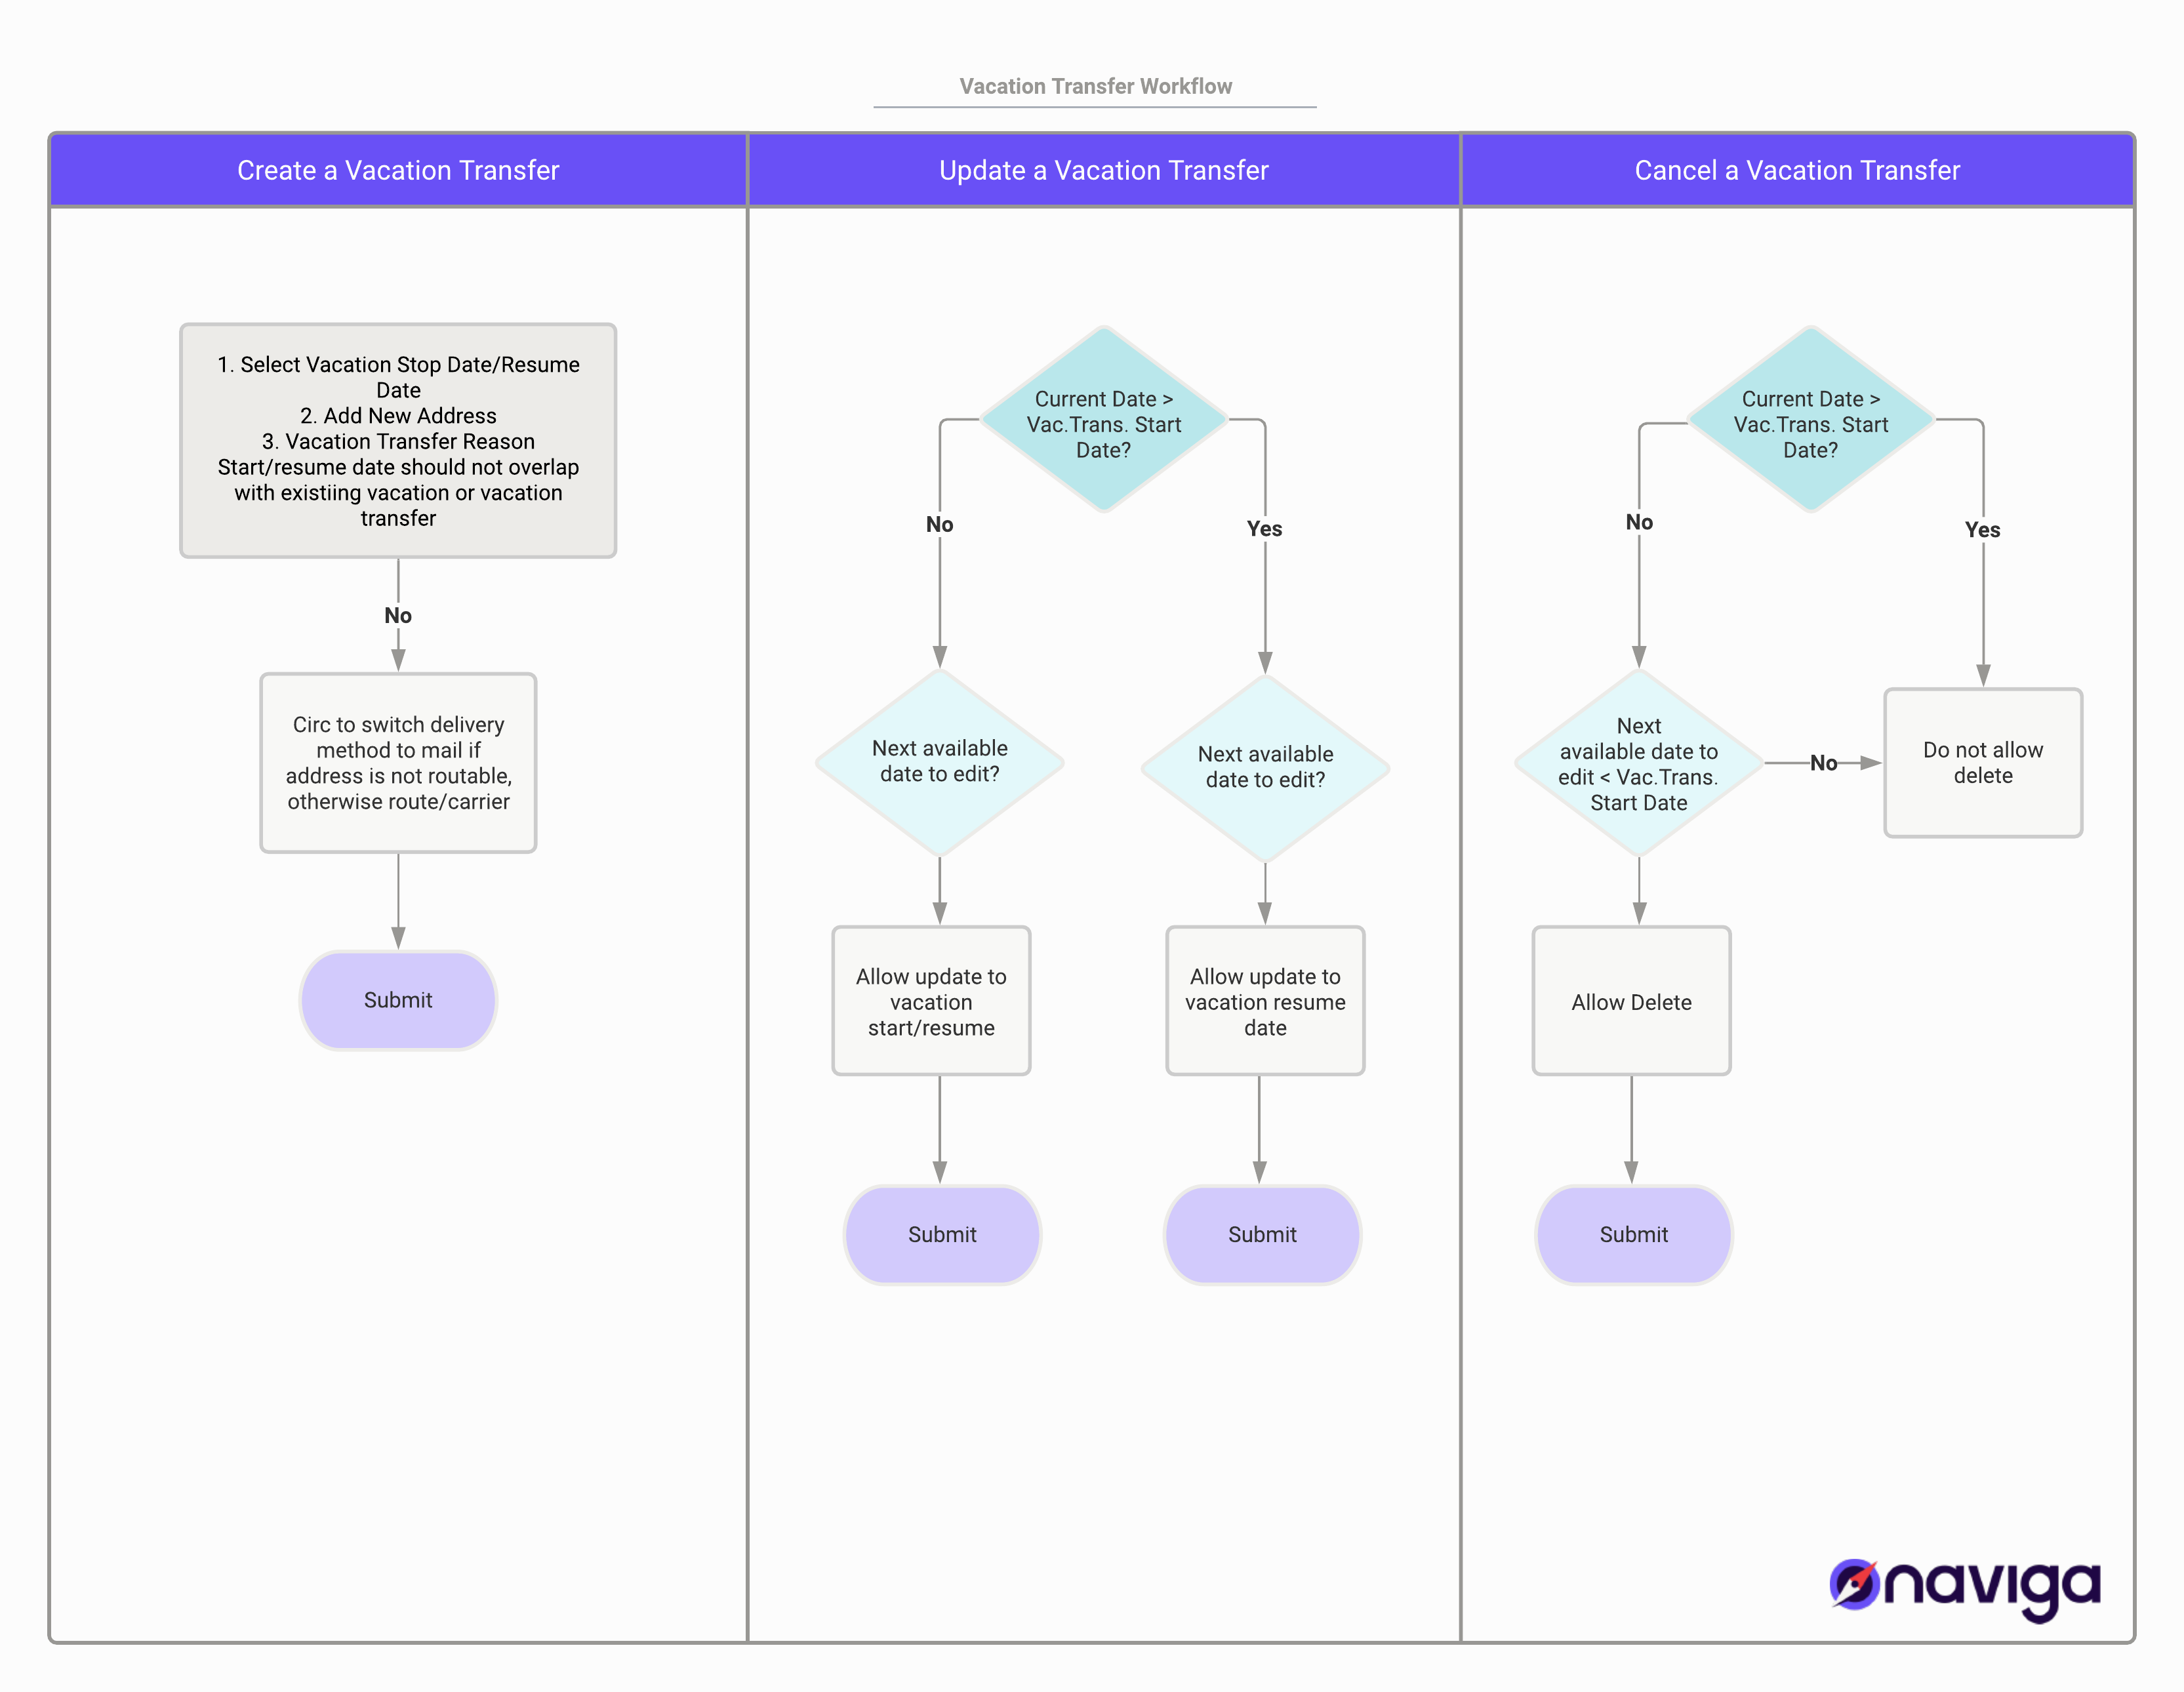 Vacation Transfer Workflow
Create a Vacation Transfer
Update a Vacation Transfer
Cancel a Vacation Transfer
1. Select Vacation Stop Date/Resume
Date
2. Add New Address
3. Vacation Transfer Reason
Start/resume date should not overlap
with existiing vacation or vacation
transfer
No
Circ to switch delivery
method to mail if
address is not routable,
otherwise route/carrier
Submit
Current Date >
Vac.Trans. Start
Date?
No
Yes
Next available
date to edit?
Next available
date to edit?
Allow update to
vacation
start/resume
Allow update to
vacation resume
date
Submit
Submit
Current Date >
Vac.Trans. Start
Date?
No
Yes
Next
available date to
edit < Vac.Trans.
Start Date
No
Do not allow
delete
Allow Delete
Submit
naviga